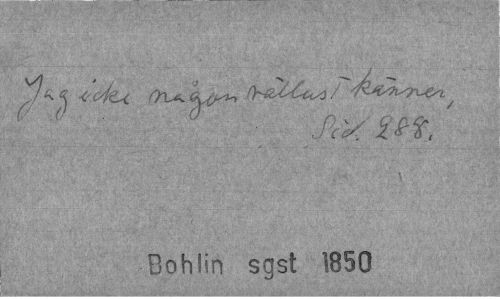 Jag icke någon vällust känner,
Sid. 288.
Bohlin sgst 1850